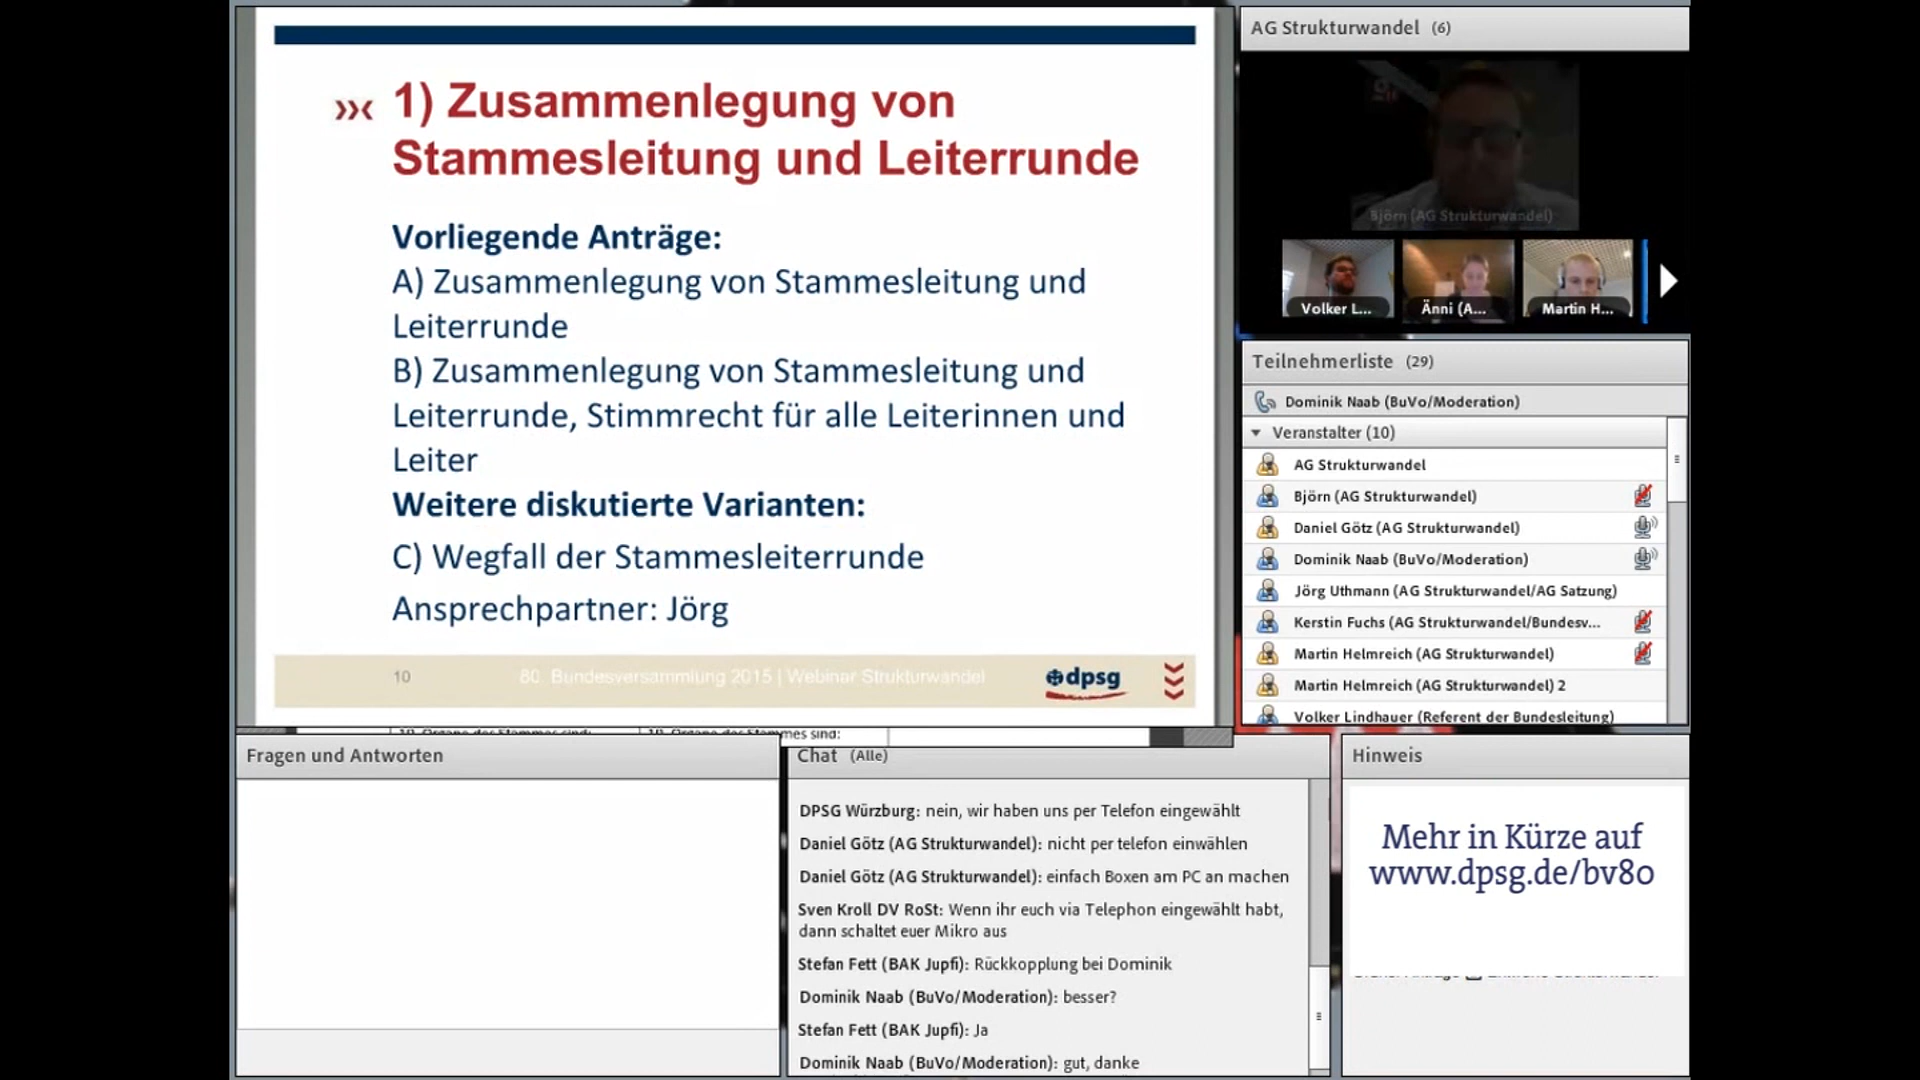 1) Zusammenlegung von
Stammesleitung und Leiterrunde
Vorliegende Anträge:
A) Zusammenlegung von Stammesleitung und
Leiterrunde
B) Zusammenlegung von Stammesleitung und
Leiterrunde, Stimmrecht für alle Leiterinnen und
Leiter
Weitere diskutierte Varianten:
C) Wegfall der Stammesleiterrunde
Ansprechpartner: Jörg
10
80. Bundesversammlung 2015 | Webinar Strukturwandel
dpsg
AG Strukturwandel (6)
Björn (AG Strukturwandel)
Volker L...
Änni (A...
Martin H...
Teilnehmerliste (29)
Dominik Naab (BuVo/Moderation)
Veranstalter (10)
AG Strukturwandel
Björn (AG Strukturwandel)
Daniel Götz (AG Strukturwandel)
Dominik Naab (BuVo/Moderation)
Jörg Uthmann (AG Strukturwandel/AG Satzung)
Kerstin Fuchs (AG Strukturwandel/Bundesv...
Martin Helmreich (AG Strukturwandel)
Martin Helmreich (AG Strukturwandel) 2
Volker Lindhauer (Referent der Bundesleitung)
Fragen und Antworten
Chat (Alle)
DPSG Würzburg: nein, wir haben uns per Telefon eingewählt
Daniel Götz (AG Strukturwandel): nicht per telefon einwählen
Daniel Götz (AG Strukturwandel): einfach Boxen am PC an machen
Sven Kroll DV RoSt: Wenn ihr euch via Telephon eingewählt habt,
dann schaltet euer Mikro aus
Stefan Fett (BAK Jupfi): Rückkopplung bei Dominik
Dominik Naab (BuVo/Moderation): besser?
Stefan Fett (BAK Jupfi): Ja
Dominik Naab (BuVo/Moderation): gut, danke
Hinweis
Mehr in Kürze auf
www.dpsg.de/bv80